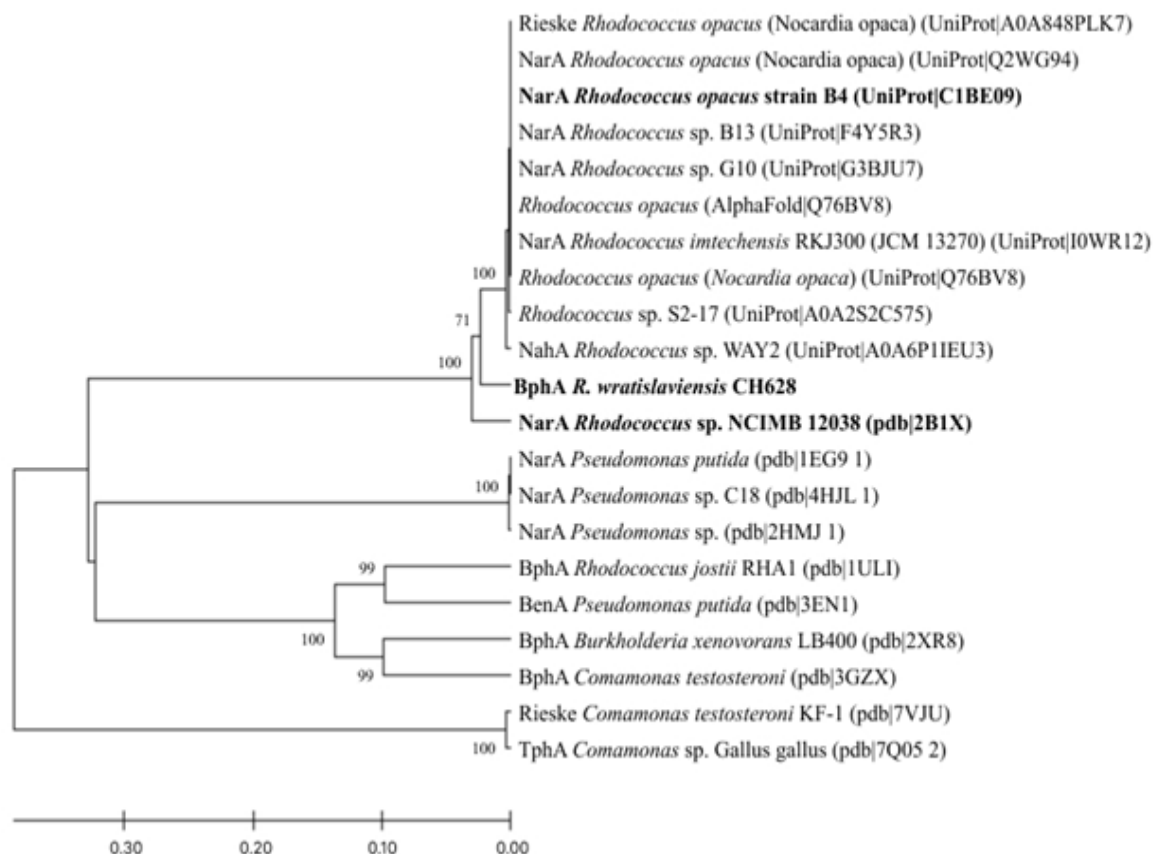 Rieske Rhodococcus opacus (Nocardia opaca) (UniProt|A0A848PLK7)
NarA Rhodococcus opacus (Nocardia opaca) (UniProt|Q2WG94)
NarA Rhodococcus opacus strain B4 (UniProt|C1BE09)
NarA Rhodococcus sp. B13 (UniProt|F4Y5R3)
NarA Rhodococcus sp. G10 (UniProt|G3BJU7)
Rhodococcus opacus (AlphaFold|Q76BV8)
NarA Rhodococcus imtechensis RKJ300 (JCM 13270) (UniProt|I0WR12)
100
Rhodococcus opacus (Nocardia opaca) (UniProt|Q76BV8)
Rhodococcus sp. S2-17 (UniProt|A0A2S2C575)
71
NahA Rhodococcus sp. WAY2 (UniProt|A0A6P1IEU3)
100
BphA R. wratislaviensis CH628
NarA Rhodococcus sp. NCIMB 12038 (pdb|2B1X)
NarA Pseudomonas putida (pdb|1EG9 1)
100
NarA Pseudomonas sp. C18 (pdb|4HJL 1)
NarA Pseudomonas sp. (pdb|2HMJ 1)
99
BphA Rhodococcus jostii RHA1 (pdb|1ULI)
BenA Pseudomonas putida (pdb|3EN1)
100
BphA Burkholderia xenovorans LB400 (pdb|2XR8)
99
BphA Comamonas testosteroni (pdb|3GZX)
Rieske Comamonas testosteroni KF-1 (pdb|7VJU)
100
TphA Comamonas sp. Gallus gallus (pdb|7Q05 2)
0.30 0.20 0.10 0.00